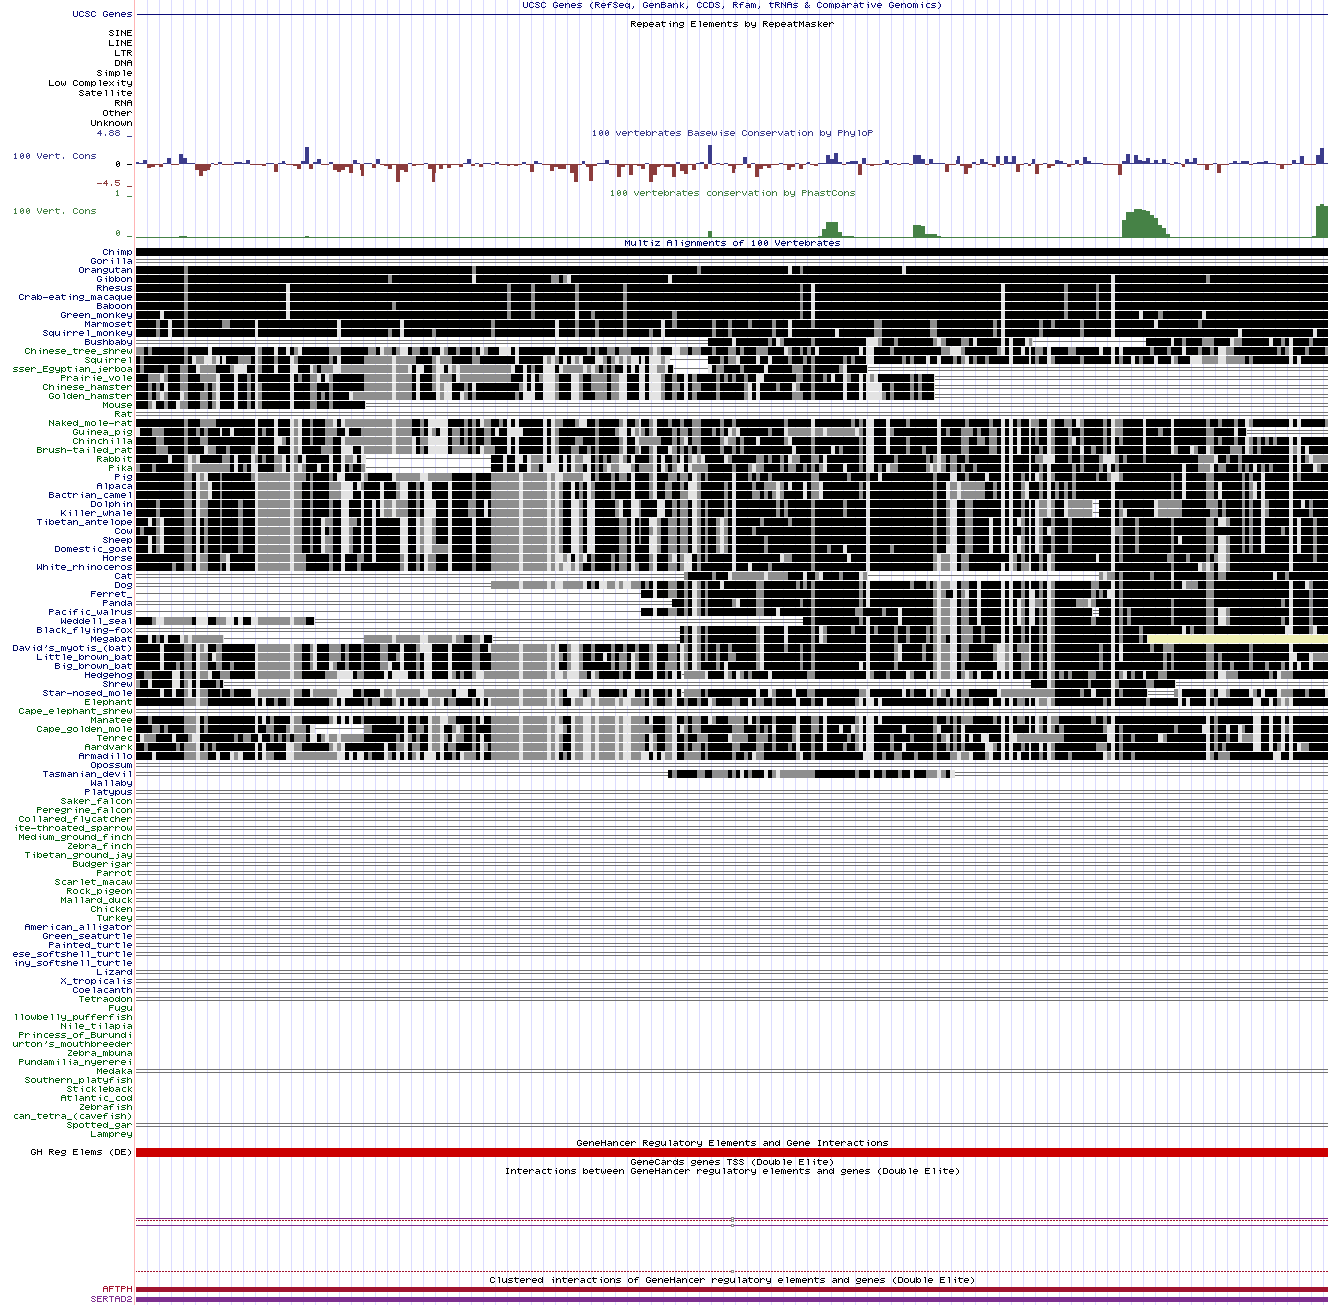 UCSC Genes (RefSeq, GenBank, CCDS, Rfam, tRNAs & Comparative Genomics)
UCSC Genes
Repeating Elements by RepeatMasker
SINE
LINE
LTR
DNA
Simple
Low Complexity
Satellite
RNA
Other
Unknown
100 vertebrates Basewise Conservation by PhyloP
4.88 _
100 Vert. Cons
0 _
-4.5 _
100 vertebrates conservation by PhastCons
1 _
100 Vert. Cons
0 _
Multiz Alignments of 100 Vertebrates
Chimp
Gorilla
Orangutan
Gibbon
Rhesus
Crab-eating_macaque
Baboon
Green_monkey
Marmoset
Squirrel_monkey
Bushbaby
Chinese_tree_shrew
Squirrel
sser_Egyptian_jerboa
Prairie_vole
Chinese_hamster
Golden_hamster
Mouse
Rat
Naked_mole-rat
Guinea_pig
Chinchilla
Brush-tailed_rat
Rabbit
Pika
Pig
Alpaca
Bactrian_camel
Dolphin
Killer_whale
Tibetan_antelope
Cow
Sheep
Domestic_goat
Horse
White_rhinoceros
Cat
Dog
Ferret_
Panda
Pacific_walrus
Weddell_seal
Black_flying-fox
Megabat
David's_myotis_(bat)
Little_brown_bat
Big_brown_bat
Hedgehog
Shrew
Star-nosed_mole
Elephant
Cape_elephant_shrew
Manatee
Cape_golden_mole
Tenrec
Aardvark
Armadillo
Opossum
Tasmanian_devil
Wallaby
Platypus
Saker_falcon
Peregrine_falcon
Collared_flycatcher
ite-throated_sparrow
Medium_ground_finch
Zebra_finch
Tibetan_ground_jay
Budgerigar
Parrot
Scarlet_macaw
Rock_pigeon
Mallard_duck
Chicken
Turkey
American_alligator
Green_seaturtle
Painted_turtle
ese_softshell_turtle
iny_softshell_turtle
Lizard
X_tropicalis
Coelacanth
Tetraodon
Fugu
llowbelly_pufferfish
Nile_tilapia
Princess_of_Burundi
urton's_mouthbreeder
Zebra_mbuna
Pundamilia_nyererei
Medaka
Southern_platyfish
Stickleback
Atlantic_cod
Zebrafish
can_tetra_(cavefish)
Spotted_gar
Lamprey
GeneHancer Regulatory Elements and Gene Interactions
GH Reg Elems (DE)
GeneCards genes TSS (Double Elite)
Interactions between GeneHancer regulatory elements and genes (Double Elite)
Clustered interactions of GeneHancer regulatory elements and genes (Double Elite)
AFTPH
SERTAD2